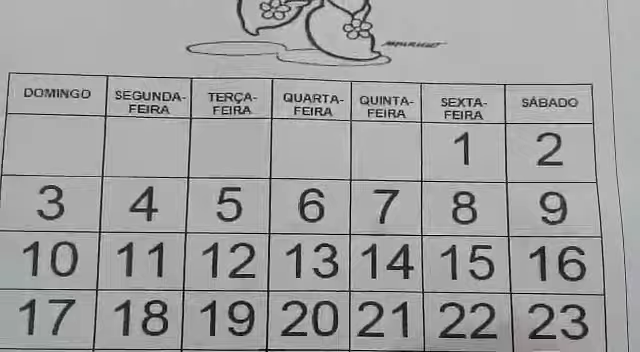 DOMINGO SEGUNDA-FEIRA TERÇA-FEIRA QUARTA-FEIRA QUINTA-FEIRA SEXTA-FEIRA SÁBADO
1 2
3 4 5 6 7 8 9
10 11 12 13 14 15 16
17 18 19 20 21 22 23